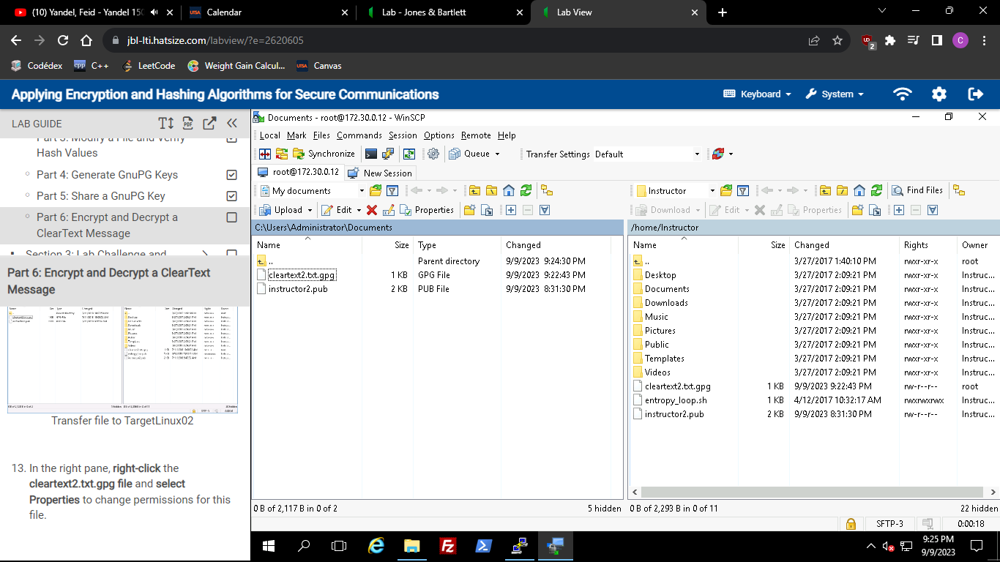 (10) Yandel, Feid - Yandel 150
Calendar
Lab - Jones & Bartlett
Lab View
jbl-lti.hatsize.com/labview/?e=2620605
2
C
Codédex
C++
LeetCode
Weight Gain Calcul...
Canvas
Applying Encryption and Hashing Algorithms for Secure Communications
Keyboard
System
LAB GUIDE
PDF
Part 3: Modify a File and Verify
Hash Values
Part 4: Generate GnuPG Keys
Part 5: Share a GnuPG Key
Part 6: Encrypt and Decrypt a
ClearText Message
Section 3: Lab Challenge and
Part 6: Encrypt and Decrypt a ClearText
Message
Transfer file to TargetLinux02
13. In the right pane, right-click the
cleartext2.txt.gpg file and select
Properties to change permissions for this
file.
Documents - root@172.30.0.12 - WinSCP
Local Mark Files Commands Session Options Remote Help
Synchronize
Queue
Transfer Settings Default
root@172.30.0.12
New Session
My documents
Instructor
Find Files
Upload
Edit
Properties
Download
Edit
Properties
C:\Users\Administrator\Documents
Name Size Type Changed
.. Parent directory 9/9/2023 9:24:30 PM
cleartext2.txt.gpg 1 KB GPG File 9/9/2023 9:22:43 PM
instructor2.pub 2 KB PUB File 9/9/2023 8:31:30 PM
0 B of 2,117 B in 0 of 2
5 hidden
/home/Instructor
Name Size Changed Rights Owner
.. 3/27/2017 1:40:10 PM rwxr-xr-x root
Desktop 3/27/2017 2:09:21 PM rwxr-xr-x Instruc...
Documents 3/27/2017 2:09:21 PM rwxr-xr-x Instruc...
Downloads 3/27/2017 2:09:21 PM rwxr-xr-x Instruc...
Music 3/27/2017 2:09:21 PM rwxr-xr-x Instruc...
Pictures 3/27/2017 2:09:21 PM rwxr-xr-x Instruc...
Public 3/27/2017 2:09:21 PM rwxr-xr-x Instruc...
Templates 3/27/2017 2:09:21 PM rwxr-xr-x Instruc...
Videos 3/27/2017 2:09:21 PM rwxr-xr-x Instruc...
cleartext2.txt.gpg 1 KB 9/9/2023 9:22:43 PM rw-r--r-- root
entropy_loop.sh 1 KB 4/12/2017 10:32:17 AM rwxrwxrwx Instruc...
instructor2.pub 2 KB 9/9/2023 8:31:30 PM rw-r--r-- Instruc...
0 B of 2,293 B in 0 of 11
22 hidden
SFTP-3
0:00:18
9:25 PM
9/9/2023